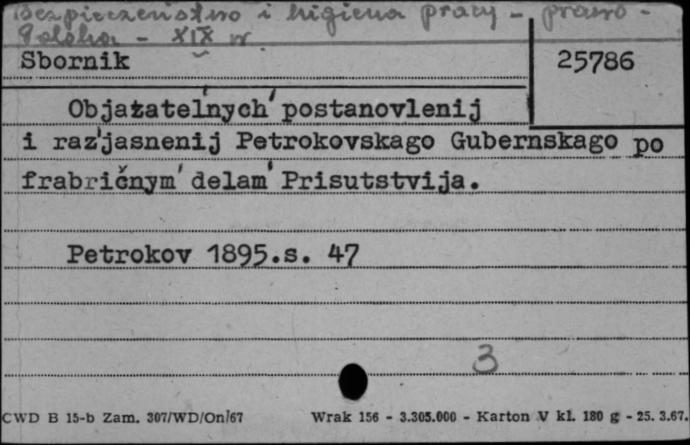 Bezpieczeństwo i higiena pracy - prawo -
Polska - XIX w.
Sbornik
25786
Objazatel'nych' postanovlenij
i raz'jasnenij Petrokovskago Gubernskago po
frabričnym' delam' Prisutstvija.
Petrokov 1895.s. 47
3
CWD B 15-b Zam. 307/WD/On/67 Wrak 156 - 3.305.000 - Karton V kl. 180 g - 25. 3.67.